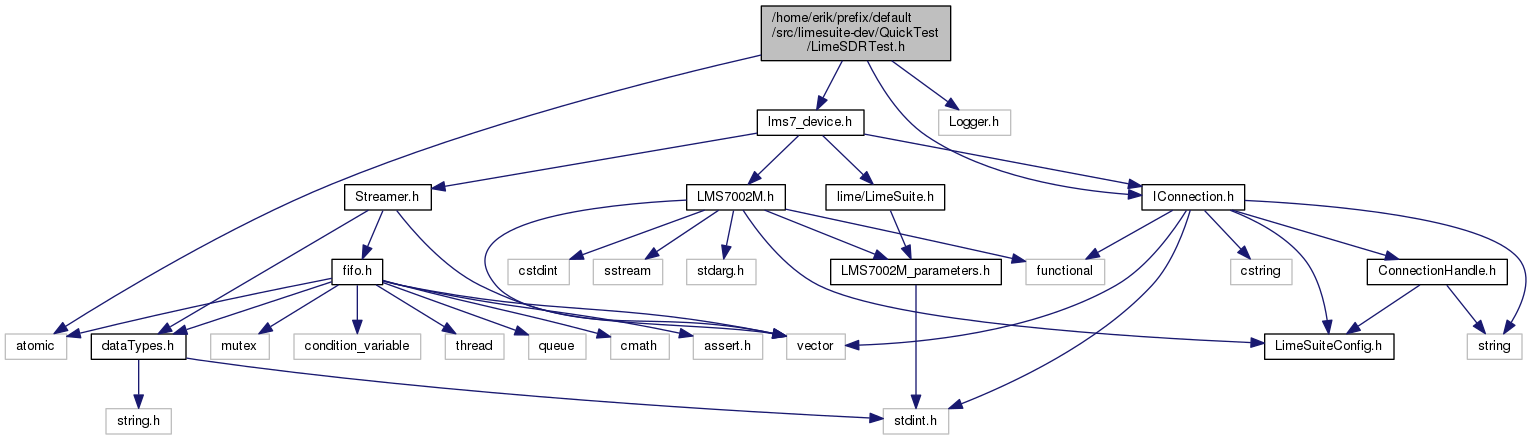 /home/erik/prefix/default
/src/limesuite-dev/QuickTest
/LimeSDRTest.h
lms7_device.h
Logger.h
Streamer.h
LMS7002M.h
lime/LimeSuite.h
IConnection.h
fifo.h
cstdint
sstream
stdarg.h
LMS7002M_parameters.h
functional
cstring
ConnectionHandle.h
atomic
dataTypes.h
mutex
condition_variable
thread
queue
cmath
assert.h
vector
LimeSuiteConfig.h
string
string.h
stdint.h